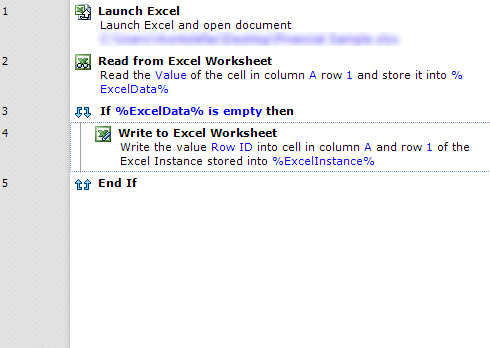 1 Launch Excel
Launch Excel and open document
2 Read from Excel Worksheet
Read the Value of the cell in column A row 1 and store it into %
ExcelData%
3 If %ExcelData% is empty then
4 Write to Excel Worksheet
Write the value Row ID into cell in column A and row 1 of the
Excel Instance stored into %ExcelInstance%
5 End If